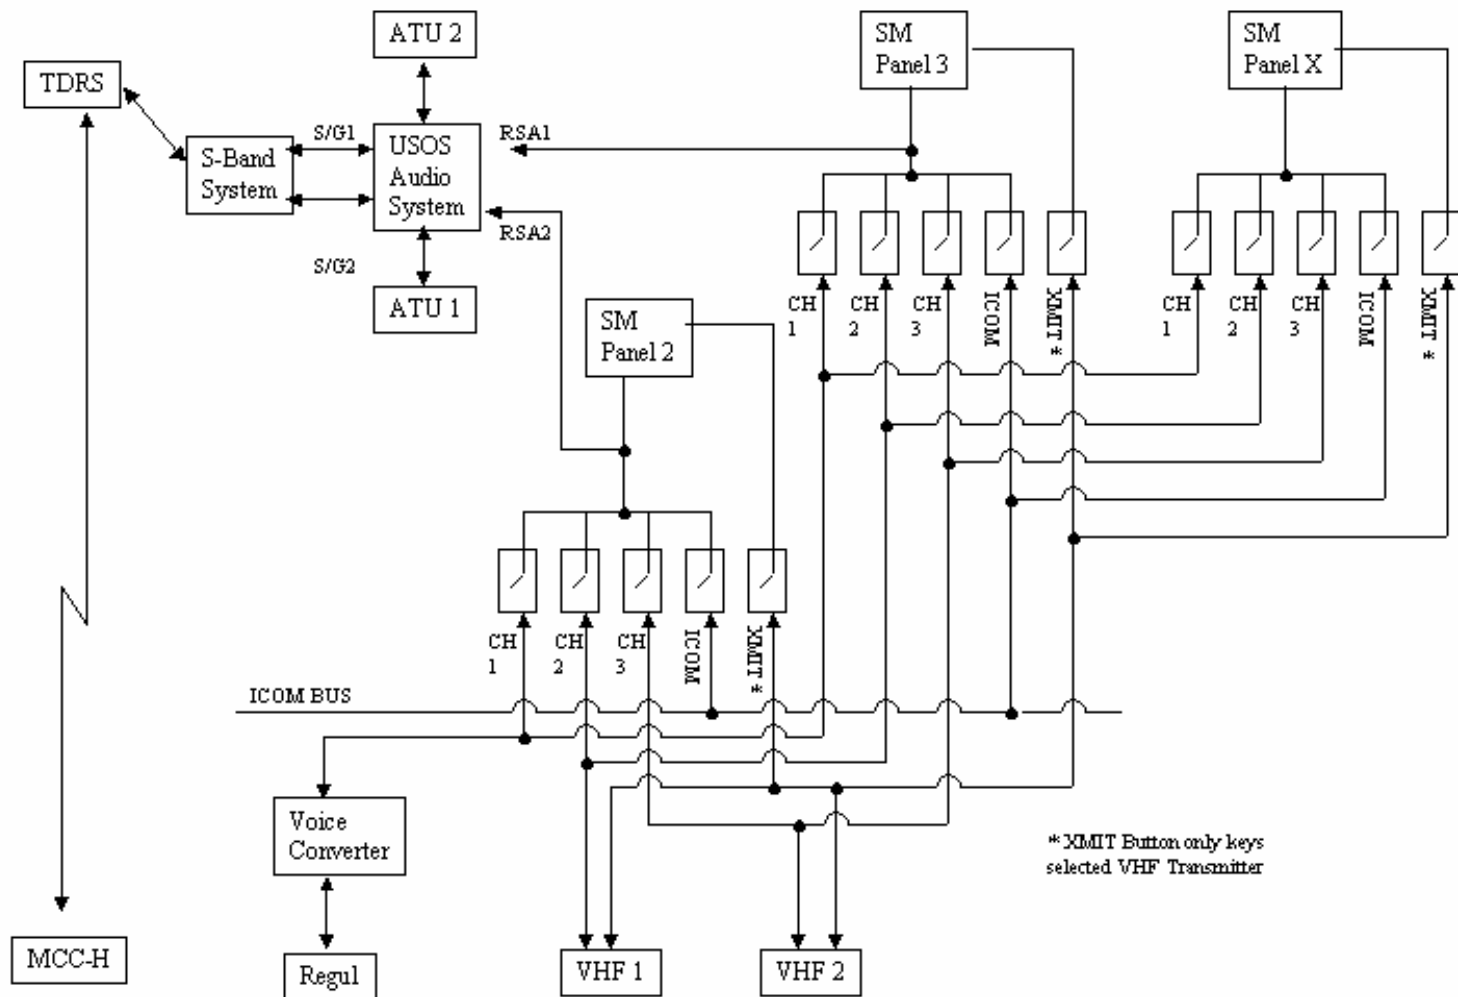 ATU 2
SM
Panel 3
SM
Panel X
TDRS
S/G1
RSA1
USOS
Audio
System
S-Band
System
RSA2
S/G2
ATU 1
CH
1
CH
2
CH
3
ICOM
XMIT *
CH
1
CH
2
CH
3
ICOM
XMIT *
SM
Panel 2
CH
1
CH
2
CH
3
ICOM
XMIT *
ICOM BUS
Voice
Converter
* XMIT Button only keys
selected VHF Transmitter
MCC-H
Regul
VHF 1
VHF 2